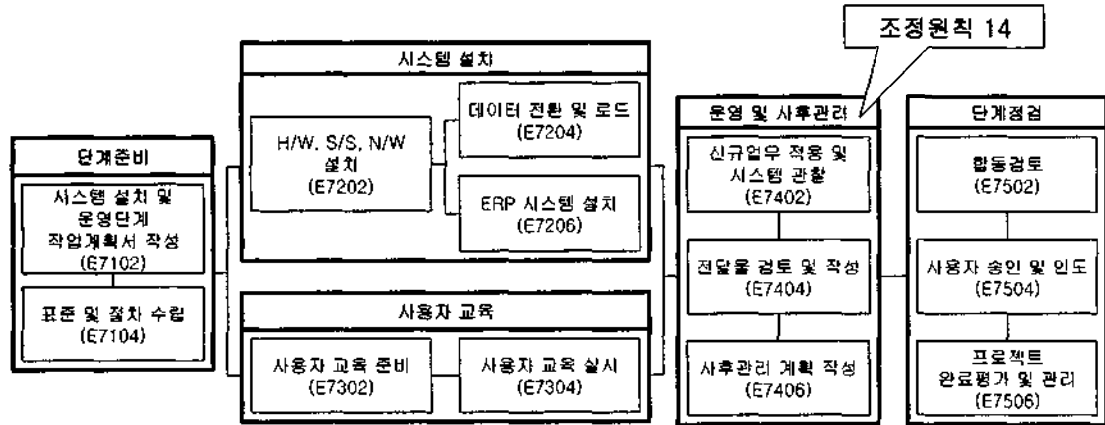 조정원칙 14
단계준비
시스템 설치 및
운영단계
작업계획서 작성
(E7102)
표준 및 절차 수립
(E7104)
시스템 설치
H/W, S/S, N/W
설치
(E7202)
데이터 전환 및 로드
(E7204)
ERP 시스템 설치
(E7206)
사용자 교육
사용자 교육 준비
(E7302)
사용자 교육 실시
(E7304)
운영 및 사후관리
신규업무 적용 및
시스템 관찰
(E7402)
전달물 검토 및 작성
(E7404)
사후관리 계획 작성
(E7406)
단계점검
합동검토
(E7502)
사용자 승인 및 인도
(E7504)
프로젝트
완료평가 및 관리
(E7506)